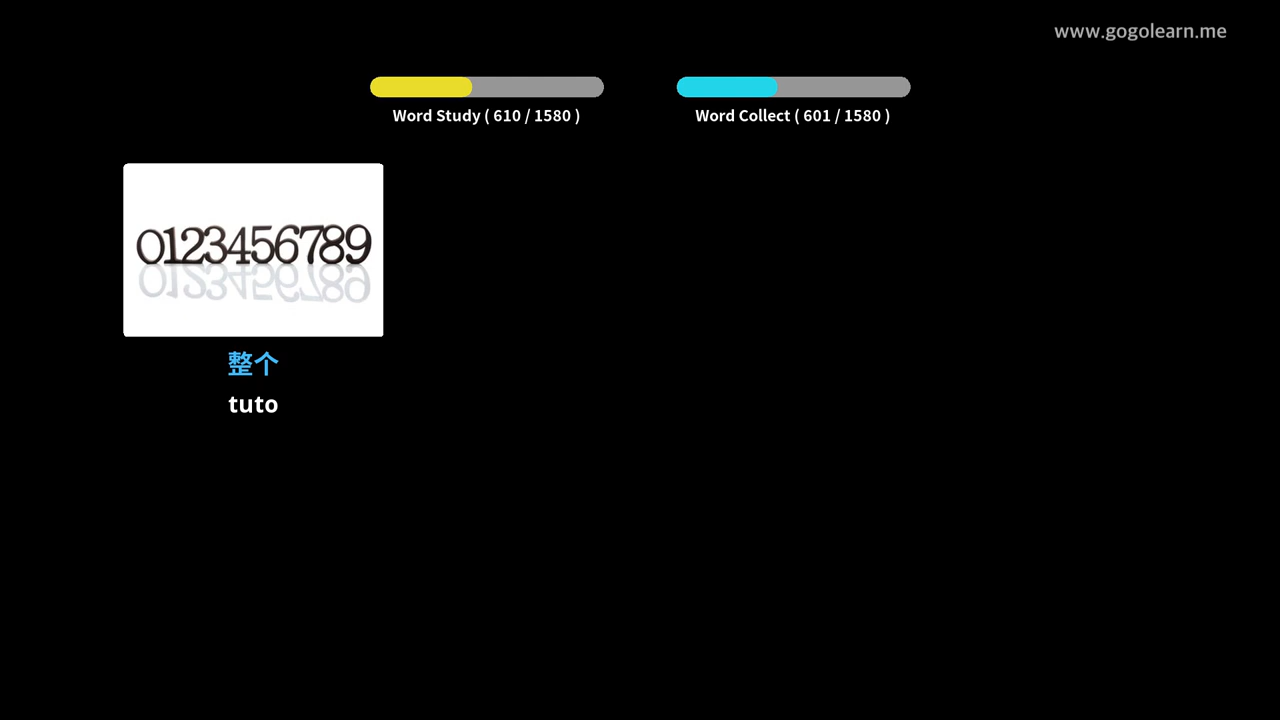 www.gogolearn.me
Word Study ( 610 / 1580 )
Word Collect ( 601 / 1580 )
0123456789
整个
tuto